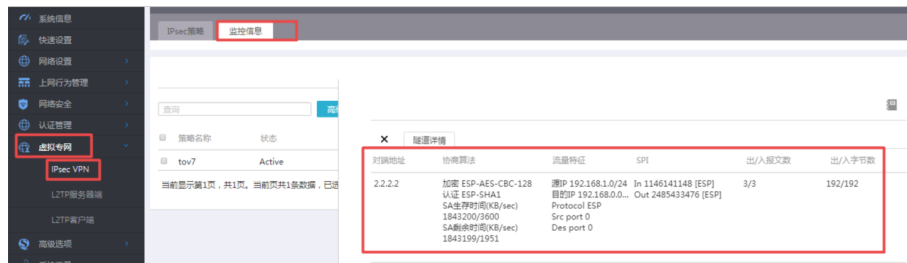 系统信息
快速设置
网络设置
上网行为管理
网络安全
认证管理
虚拟专网
IPsec VPN
L2TP服务器端
L2TP客户端
高级选项
IPsec策略 监控信息
查询
策略名称 状态
tov7 Active
当前显示第1页，共1页。当前页共1条数据，已选
隧道详情
对端地址 协商算法 流量特征 SPI 出/入报文数 出/入字节数
2.2.2.2 加密 ESP-AES-CBC-128 源IP 192.168.1.0/24 In 1146141148 [ESP] 3/3 192/192
认证 ESP-SHA1 目的IP 192.168.0.0... Out 2485433476 [ESP]
SA生存时间(KB/sec) Protocol ESP
1843200/3600 Src port 0
SA剩余时间(KB/sec) Des port 0
1843199/1951